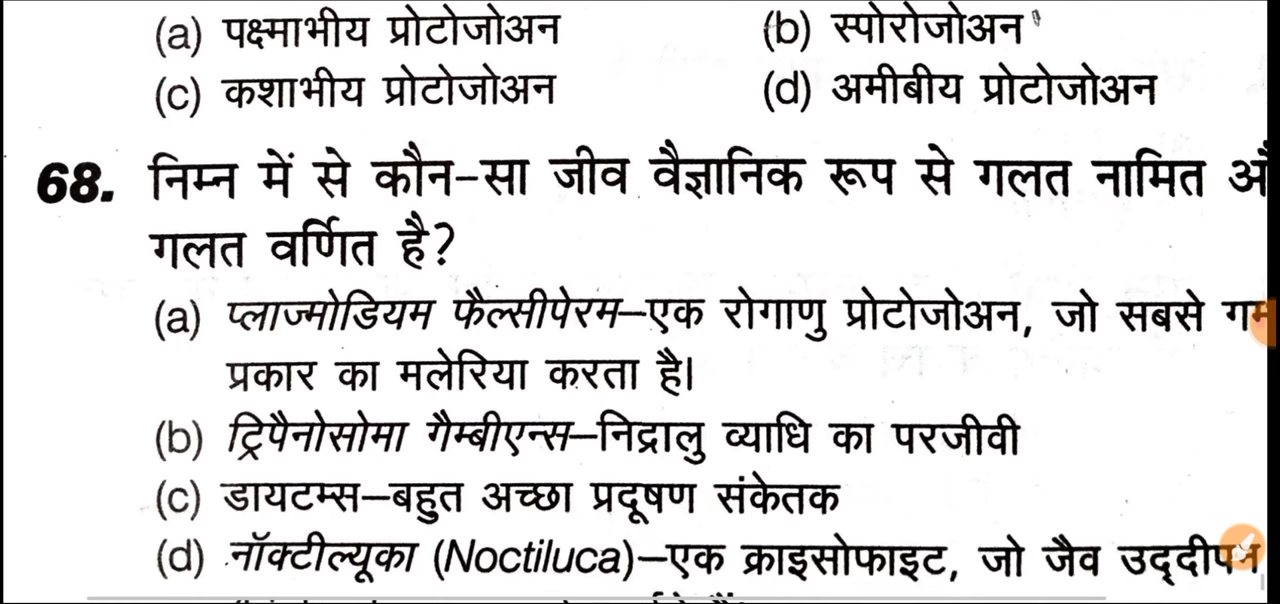 (a) पक्ष्माभीय प्रोटोजोअन (b) स्पोरोजोअन
(c) कशाभीय प्रोटोजोअन (d) अमीबीय प्रोटोजोअन
68. निम्न में से कौन-सा जीव वैज्ञानिक रूप से गलत नामित
गलत वर्णित है?
(a) प्लाज्मोडियम फैल्सीपेरम—एक रोगाणु प्रोटोजोअन, जो सबसे
प्रकार का मलेरिया करता है।
(b) ट्रिपैनोसोमा गैम्बीएन्स—निद्रालु व्याधि का परजीवी
(c) डायटम्स—बहुत अच्छा प्रदूषण संकेतक
(d) नॉक्टील्यूका (Noctiluca)—एक क्राइसोफाइट, जो जैव उद्दीपन